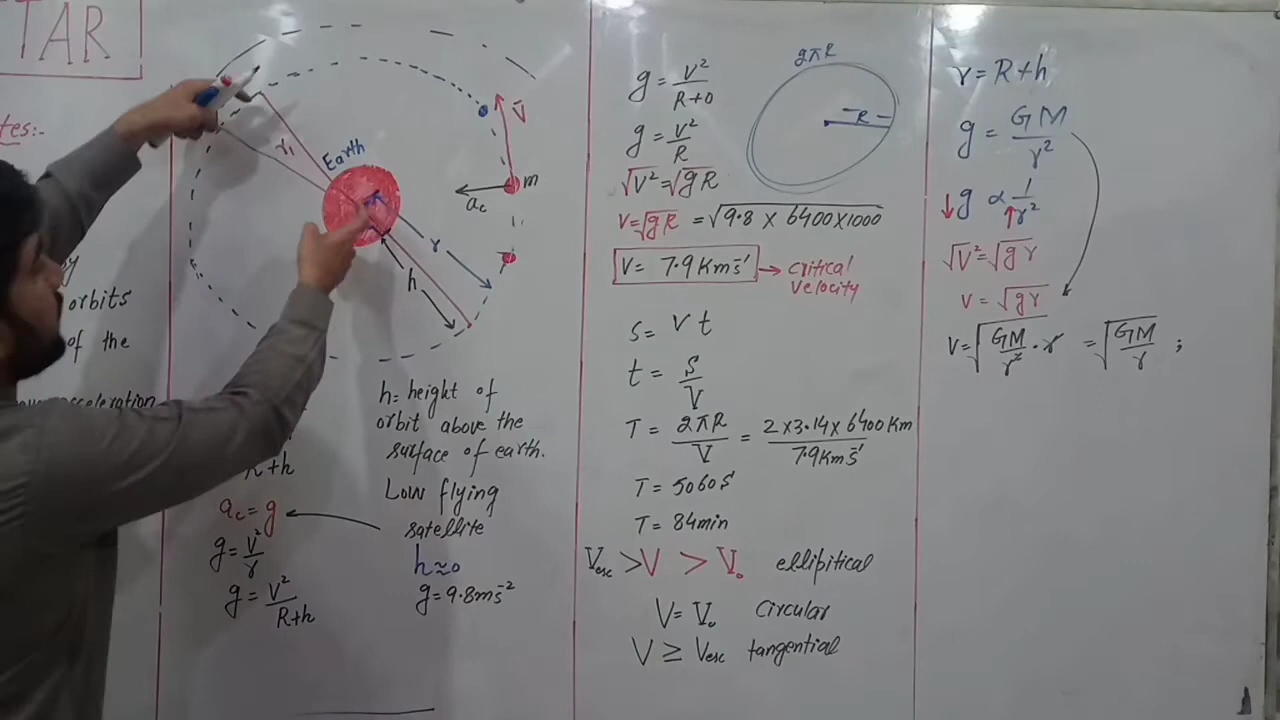 TAR
tes:-
orbits
of the
acceleration
Earth
r₁
V⃗
m
a꜀
r
h
R+h
a꜀ = g
g = V²/r
g = V²/R+h
h = height of
orbit above the
surface of earth.
Low flying
satellite
h ≈ 0
g = 9.8ms⁻²
g = V²/R+0
g = V²/R
√V² = √gR
V = √gR = √9.8 × 6400×1000
V = 7.9 Kms⁻¹ → critical
velocity
2πR
R
S = Vt
t = S/V
T = 2πR/V = 2×3.14×6400 Km/7.9Kms⁻¹
T = 5060S
T = 84min
Vesc > V > V₀ ellipitical
V = V₀ Circular
V ≥ Vesc tangential
r = R+h
g = GM/r²
↓g ∝ 1/↑r²
√V² = √gr
V = √gr
V = √GM/r² · r = √GM/r ;